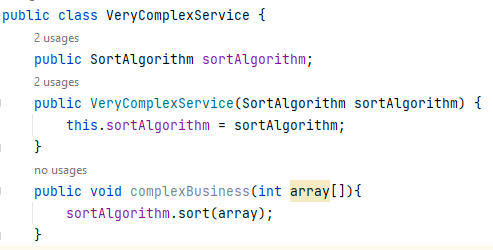 public class VeryComplexService {
2 usages
public SortAlgorithm sortAlgorithm;
2 usages
public VeryComplexService(SortAlgorithm sortAlgorithm) {
this.sortAlgorithm = sortAlgorithm;
}
no usages
public void complexBusiness(int array[]){
sortAlgorithm.sort(array);
}